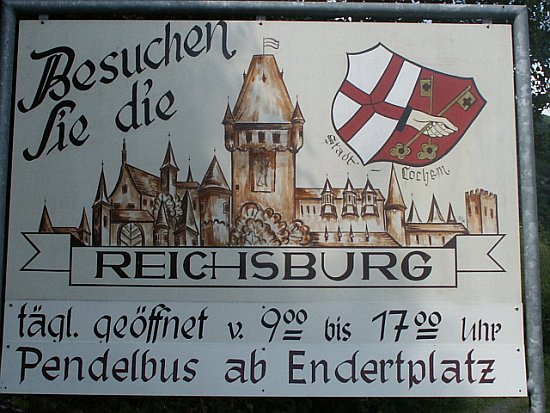 Besuchen
Sie die
Stadt
Cochem
REICHSBURG
tägl. geöffnet v. 9⁰⁰ bis 17⁰⁰ Uhr
Pendelbus ab Endertplatz